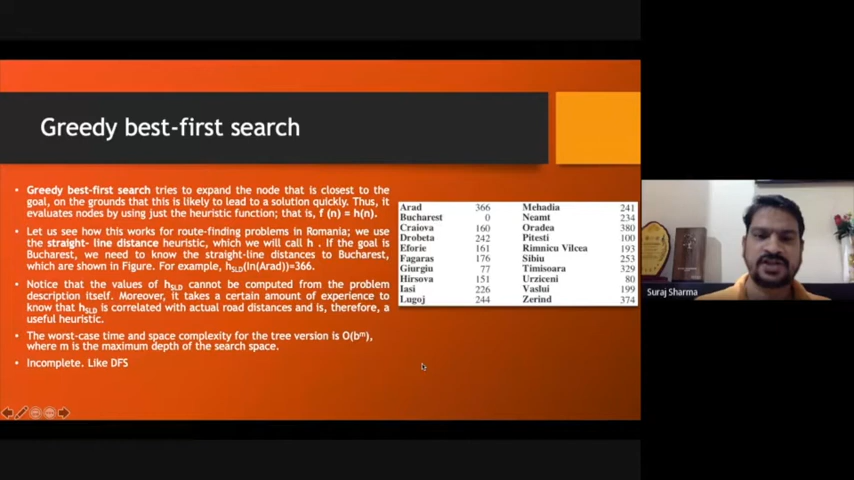 Greedy best-first search
• Greedy best-first search tries to expand the node that is closest to the
goal, on the grounds that this is likely to lead to a solution quickly. Thus, it
evaluates nodes by using just the heuristic function; that is, f (n) = h(n).
• Let us see how this works for route-finding problems in Romania; we use
the straight- line distance heuristic, which we will call h . If the goal is
Bucharest, we need to know the straight-line distances to Bucharest,
which are shown in Figure. For example, hSLD(In(Arad))=366.
• Notice that the values of hSLD cannot be computed from the problem
description itself. Moreover, it takes a certain amount of experience to
know that hSLD is correlated with actual road distances and is, therefore, a
useful heuristic.
• The worst-case time and space complexity for the tree version is O(bm),
where m is the maximum depth of the search space.
• Incomplete. Like DFS
Arad 366 Mehadia 241
Bucharest 0 Neamt 234
Craiova 160 Oradea 380
Drobeta 242 Pitesti 100
Eforie 161 Rimnicu Vilcea 193
Fagaras 176 Sibiu 253
Giurgiu 77 Timisoara 329
Hirsova 151 Urziceni 80
Iasi 226 Vaslui 199
Lugoj 244 Zerind 374
Suraj Sharma